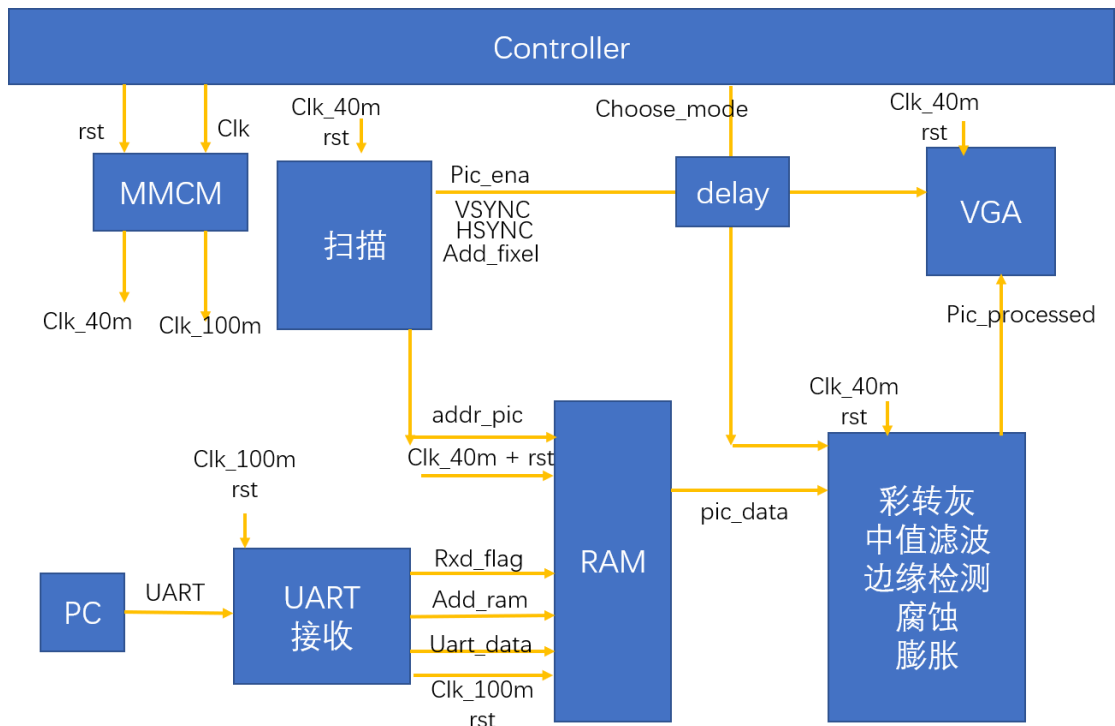 Controller
rst
Clk
MMCM
Clk_40m
Clk_100m
Clk_40m
rst
扫描
Pic_ena
VSYNC
HSYNC
Add_fixel
Choose_mode
delay
Clk_40m
rst
VGA
Pic_processed
addr_pic
Clk_40m + rst
Clk_100m
rst
PC
UART
UART
接收
Rxd_flag
Add_ram
Uart_data
Clk_100m
rst
RAM
pic_data
Clk_40m
rst
彩转灰
中值滤波
边缘检测
腐蚀
膨胀